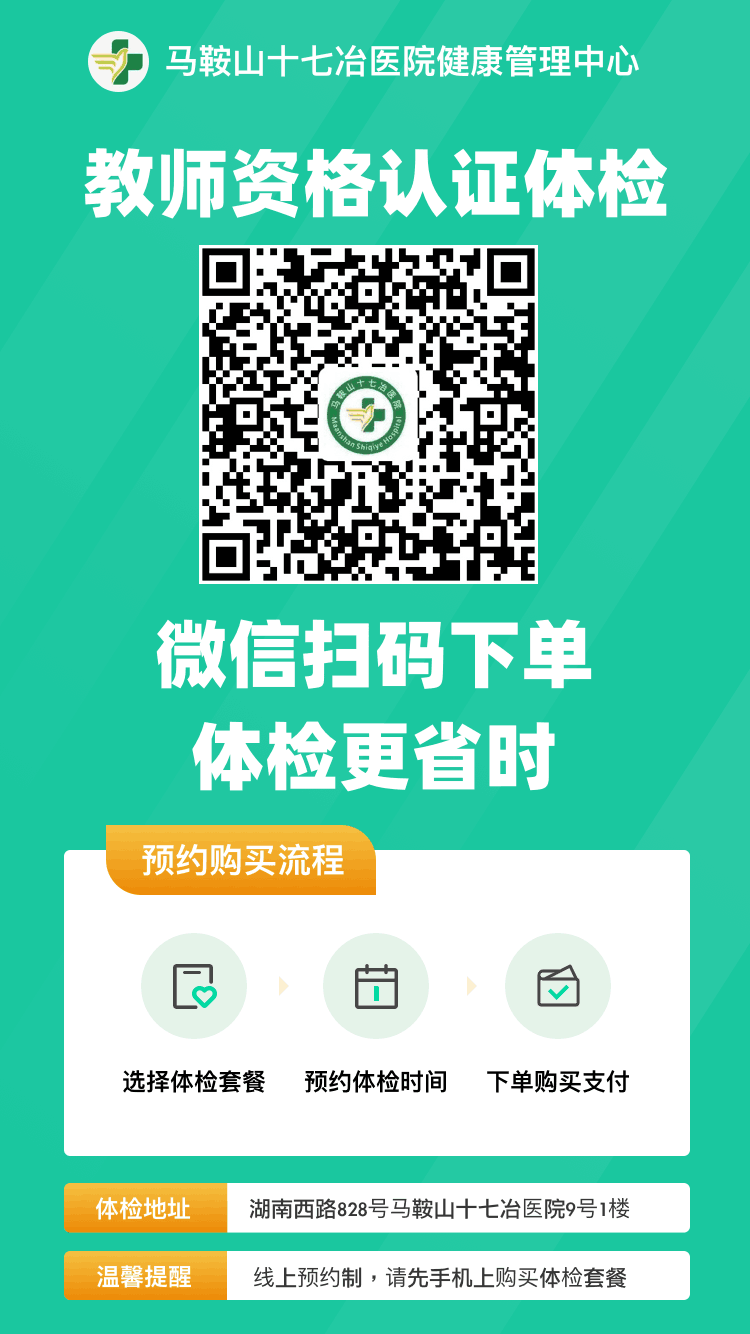 马鞍山十七冶医院健康管理中心
教师资格认证体检
马鞍山十七冶医院
Maanshan Shiqiye Hospital
微信扫码下单
体检更省时
预约购买流程
选择体检套餐
预约体检时间
下单购买支付
体检地址
湖南西路828号马鞍山十七冶医院9号1楼
温馨提醒
线上预约制，请先手机上购买体检套餐